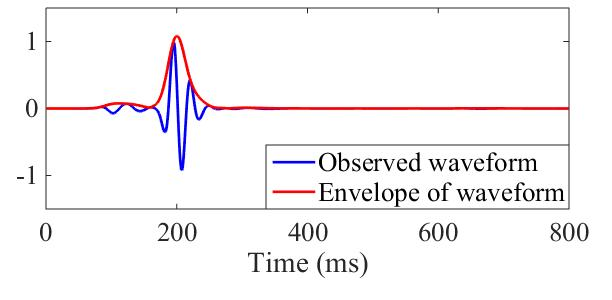 1
0
-1
Observed waveform
Envelope of waveform
0 200 400 600 800
Time (ms)